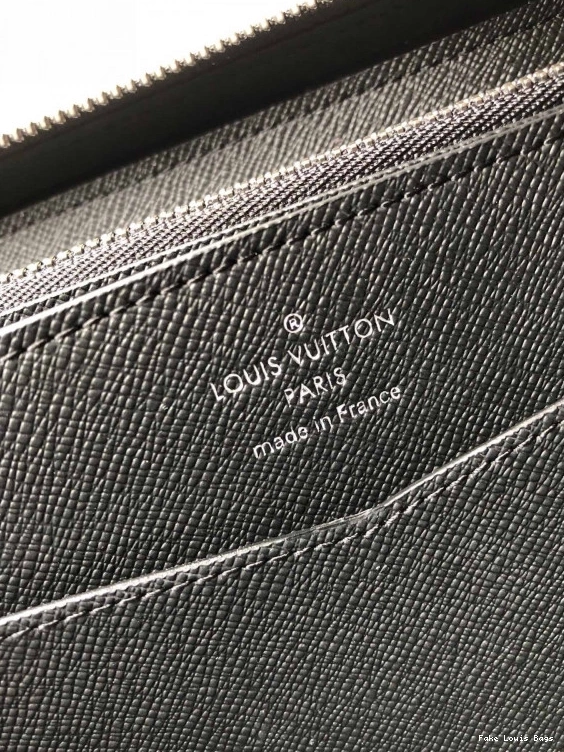 ®
LOUIS VUITTON
PARIS
made in France
Fake Louis Bags